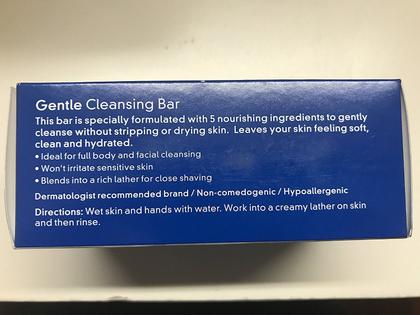 Gentle Cleansing Bar
This bar is specially formulated with 5 nourishing ingredients to gently
cleanse without stripping or drying skin. Leaves your skin feeling soft,
clean and hydrated.
• Ideal for full body and facial cleansing
• Won't irritate sensitive skin
• Blends into a rich lather for close shaving
Dermatologist recommended brand / Non-comedogenic / Hypoallergenic
Directions: Wet skin and hands with water. Work into a creamy lather on skin
and then rinse.